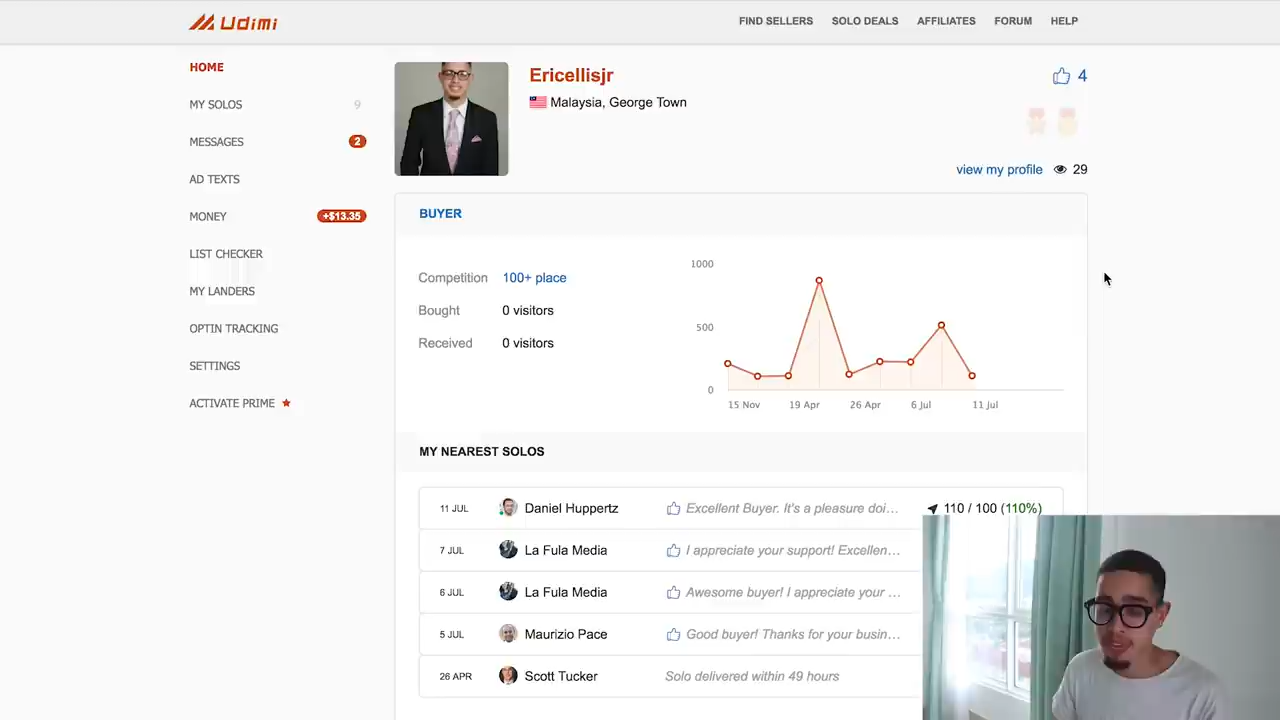 Udimi
FIND SELLERS SOLO DEALS AFFILIATES FORUM HELP
HOME
MY SOLOS 9
MESSAGES 2
AD TEXTS
MONEY +$13.35
LIST CHECKER
MY LANDERS
OPTIN TRACKING
SETTINGS
ACTIVATE PRIME
Ericellisjr
4
Malaysia, George Town
view my profile 29
BUYER
Competition 100+ place
Bought 0 visitors
Received 0 visitors
1000
500
0
15 Nov 19 Apr 26 Apr 6 Jul 11 jul
MY NEAREST SOLOS
11 JUL Daniel Huppertz Excellent Buyer. It's a pleasure doi... 110 / 100 (110%)
7 JUL La Fula Media I appreciate your support! Excellen...
6 JUL La Fula Media Awesome buyer! I appreciate your ...
5 JUL Maurizio Pace Good buyer! Thanks for your busin...
26 APR Scott Tucker Solo delivered within 49 hours